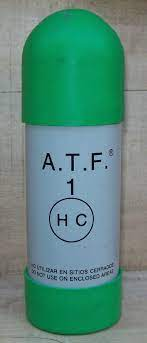 A.T.F.®
1
H C
NO UTILIZAR EN SITIOS CERRADOS
DO NOT USE ON ENCLOSED AREAS